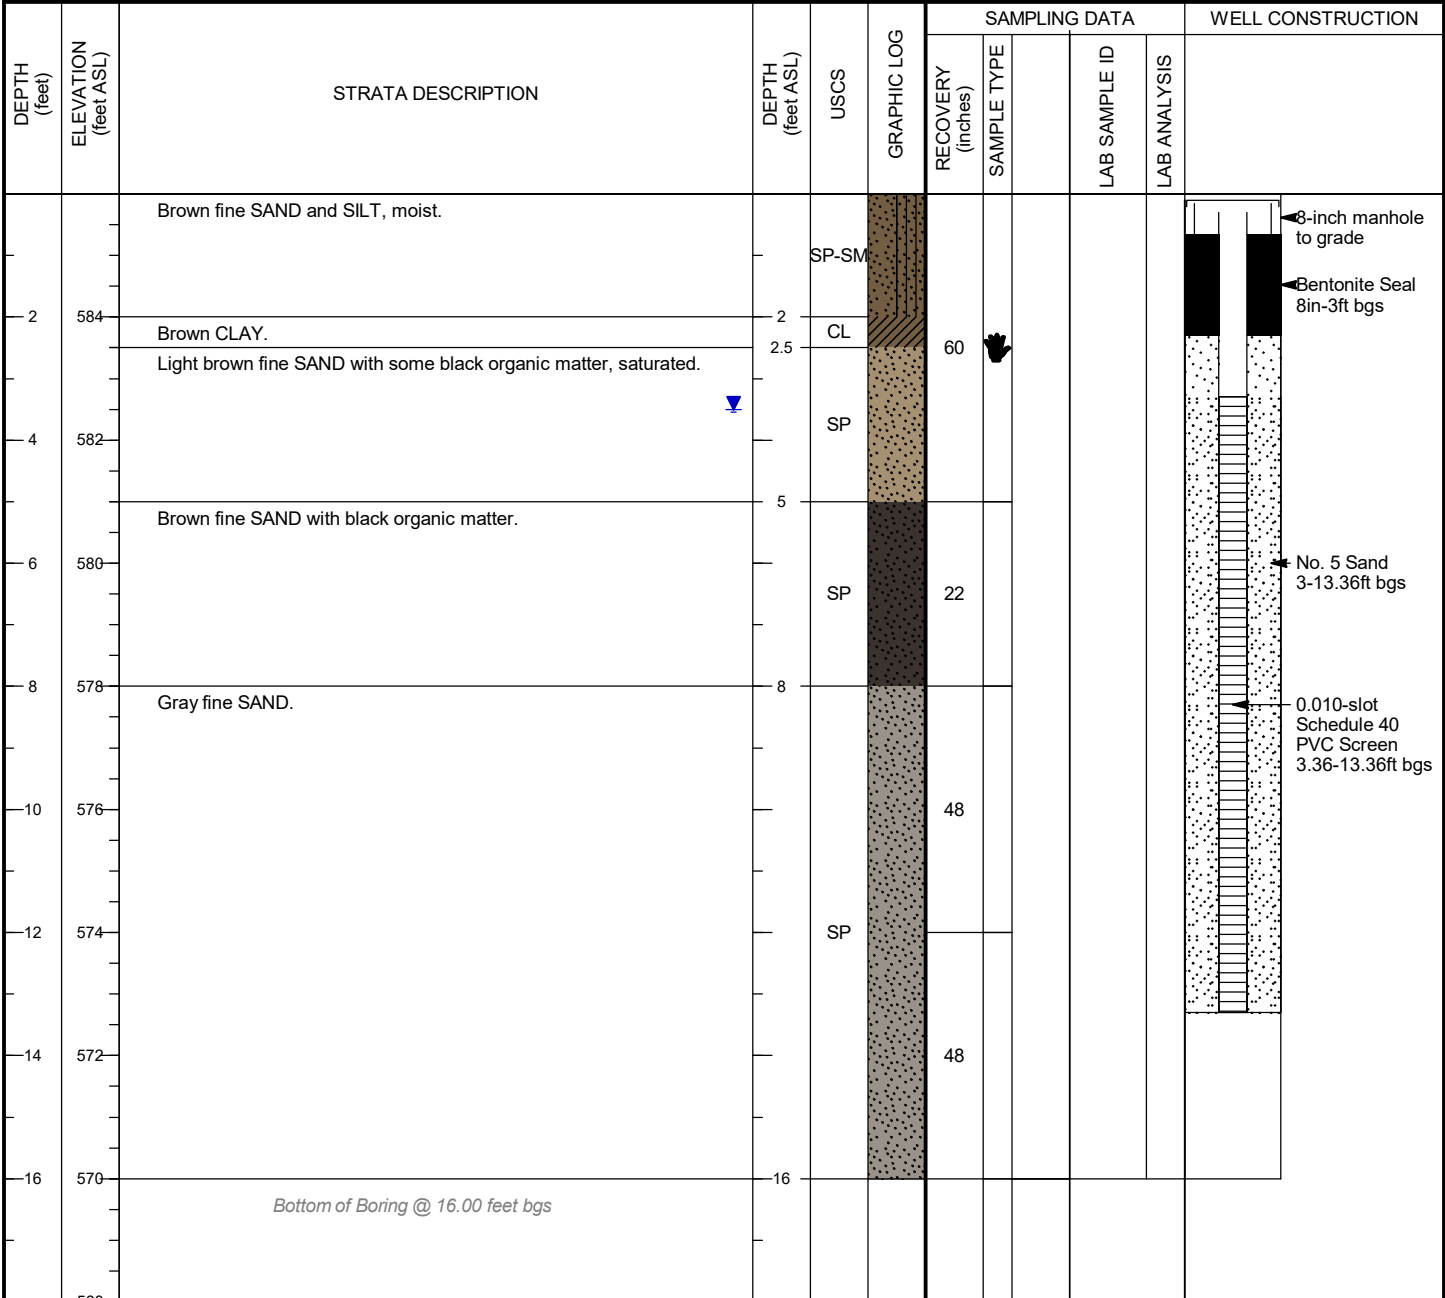 SAMPLING DATA
WELL CONSTRUCTION
DEPTH
(feet)
ELEVATION
(feet ASL)
STRATA DESCRIPTION
DEPTH
(feet ASL)
USCS
GRAPHIC LOG
RECOVERY
(inches)
SAMPLE TYPE
LAB SAMPLE ID
LAB ANALYSIS
Brown fine SAND and SILT, moist.
8-inch manhole
to grade
SP-SM
Bentonite Seal
8in-3ft bgs
2
584
2
Brown CLAY.
CL
2.5
60
Light brown fine SAND with some black organic matter, saturated.
SP
4
582
5
Brown fine SAND with black organic matter.
6
580
SP
22
No. 5 Sand
3-13.36ft bgs
8
578
8
Gray fine SAND.
0.010-slot
Schedule 40
PVC Screen
3.36-13.36ft bgs
10
576
48
12
574
SP
14
572
48
16
570
16
Bottom of Boring @ 16.00 feet bgs